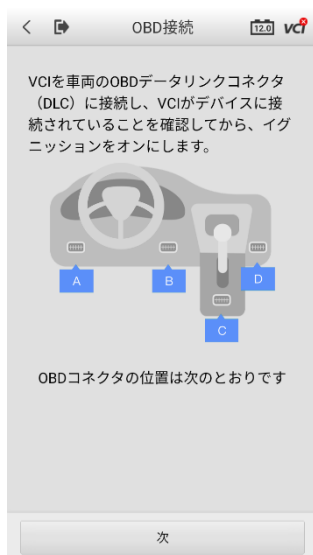 OBD接続
12.0
VCI
VCIを車両のOBDデータリンクコネクタ
（DLC）に接続し、VCIがデバイスに接
続されていることを確認してから、イグ
ニッションをオンにします。
A
B
D
C
OBDコネクタの位置は次のとおりです
次